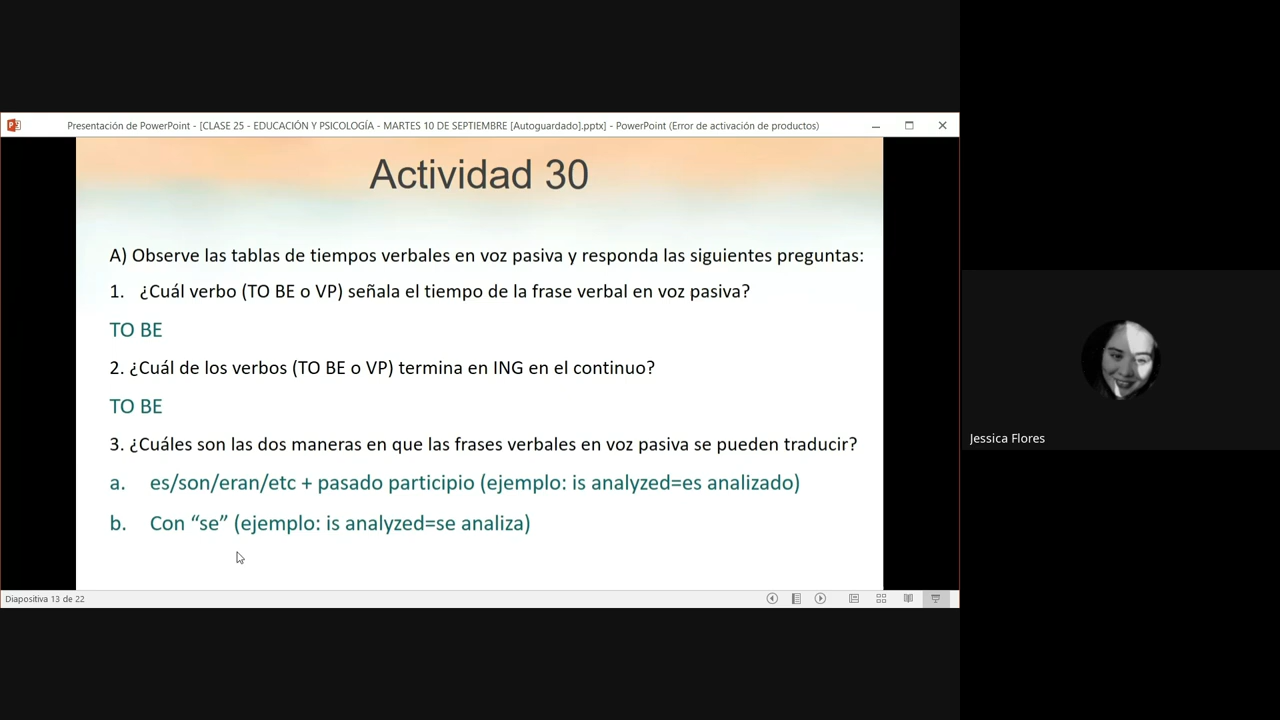 Presentación de PowerPoint - [CLASE 25 - EDUCACIÓN Y PSICOLOGÍA - MARTES 10 DE SEPTIEMBRE [Autoguardado].pptx] - PowerPoint (Error de activación de productos)
Actividad 30
A) Observe las tablas de tiempos verbales en voz pasiva y responda las siguientes preguntas:
1. ¿Cuál verbo (TO BE o VP) señala el tiempo de la frase verbal en voz pasiva?
TO BE
2. ¿Cuál de los verbos (TO BE o VP) termina en ING en el continuo?
TO BE
3. ¿Cuáles son las dos maneras en que las frases verbales en voz pasiva se pueden traducir?
a. es/son/eran/etc + pasado participio (ejemplo: is analyzed=es analizado)
b. Con “se” (ejemplo: is analyzed=se analiza)
Diapositiva 13 de 22
Jessica Flores